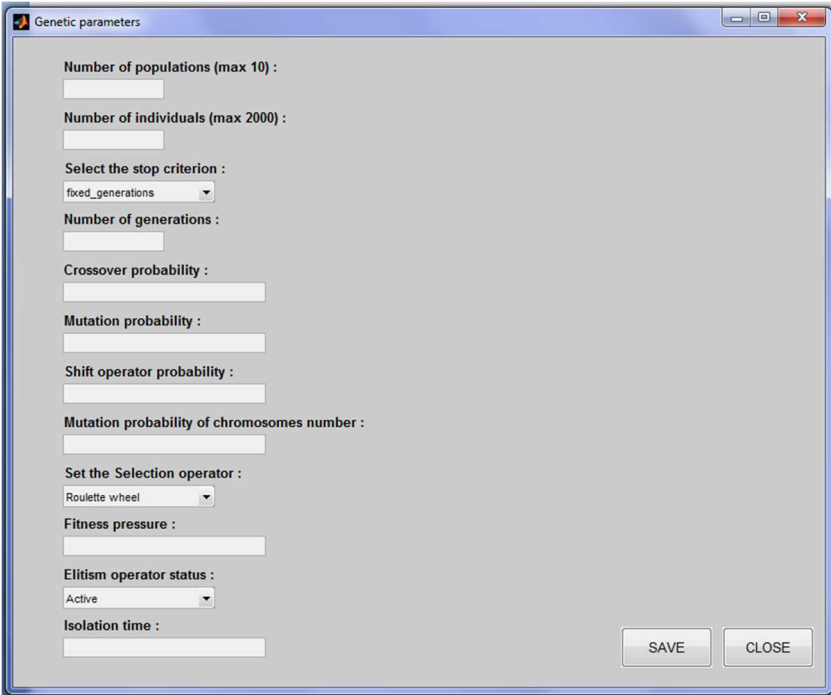 Genetic parameters
Number of populations (max 10) :
Number of individuals (max 2000) :
Select the stop criterion :
fixed_generations
Number of generations :
Crossover probability :
Mutation probability :
Shift operator probability :
Mutation probability of chromosomes number :
Set the Selection operator :
Roulette wheel
Fitness pressure :
Elitism operator status :
Active
Isolation time :
SAVE CLOSE